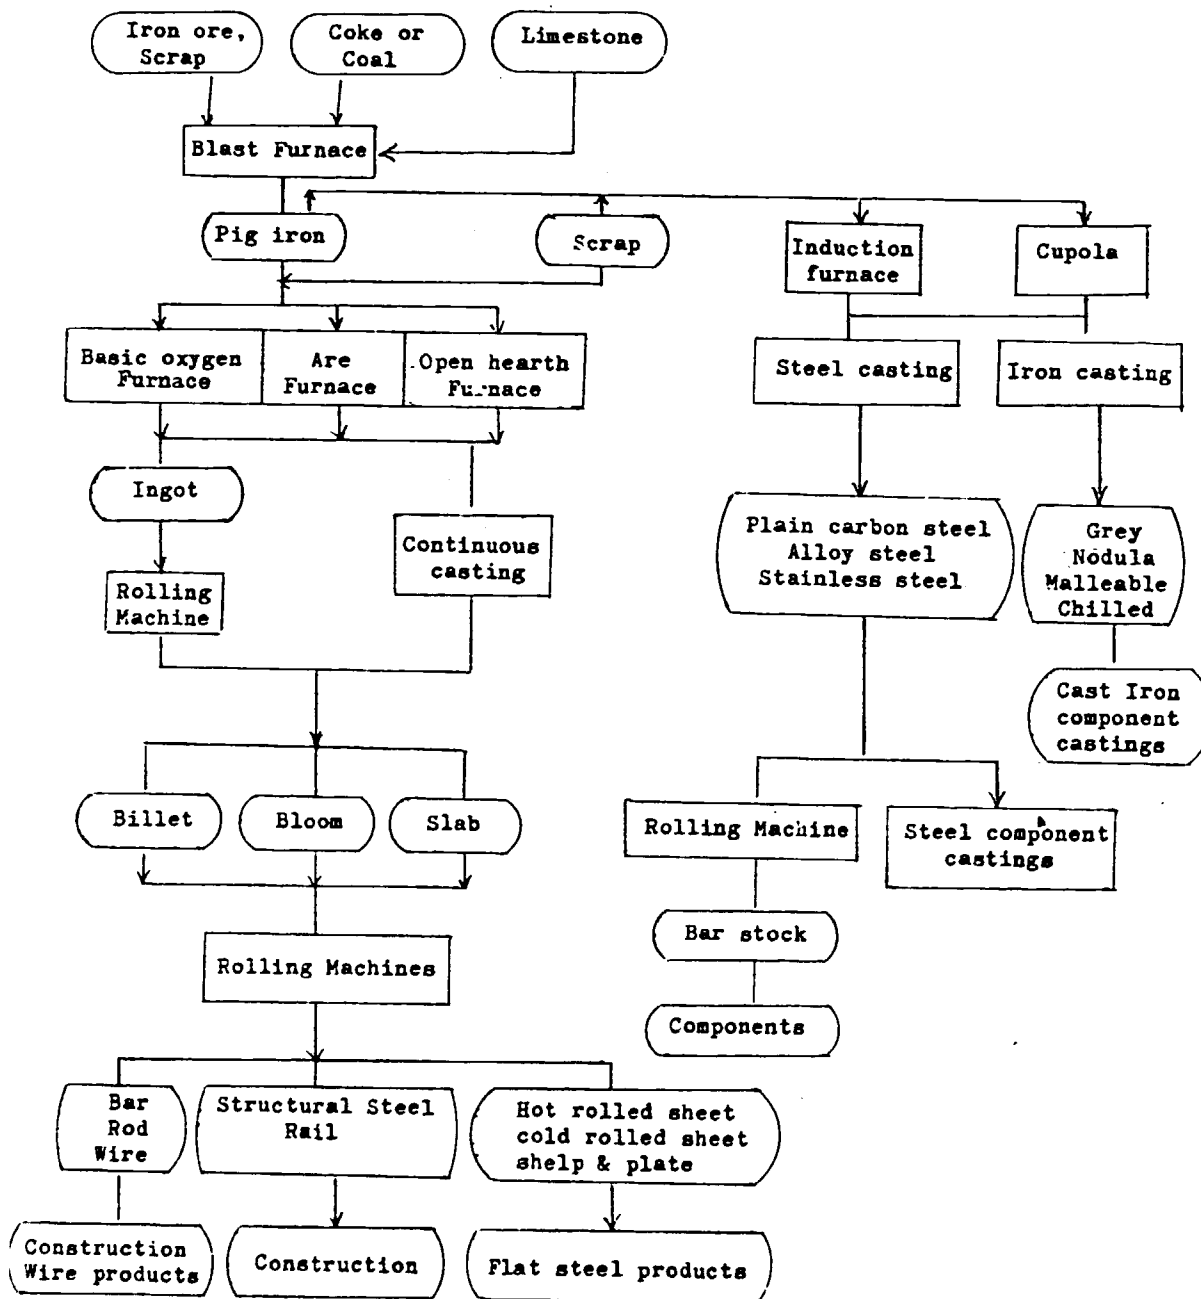 Iron ore,
Scrap
Coke or
Coal
Limestone
Blast Furnace
Pig iron
Scrap
Induction
furnace
Cupola
Basic oxygen
Furnace
Are
Furnace
Open hearth
Furnace
Steel casting
Iron casting
Ingot
Continuous
casting
Rolling
Machine
Plain carbon steel
Alloy steel
Stainless steel
Grey
Nodula
Malleable
Chilled
Cast Iron
component
castings
Billet
Bloom
Slab
Rolling Machine
Steel component
castings
Bar stock
Rolling Machines
Components
Bar
Rod
Wire
Structural Steel
Rail
Hot rolled sheet
cold rolled sheet
shelp & plate
Construction
Wire products
Construction
Flat steel products